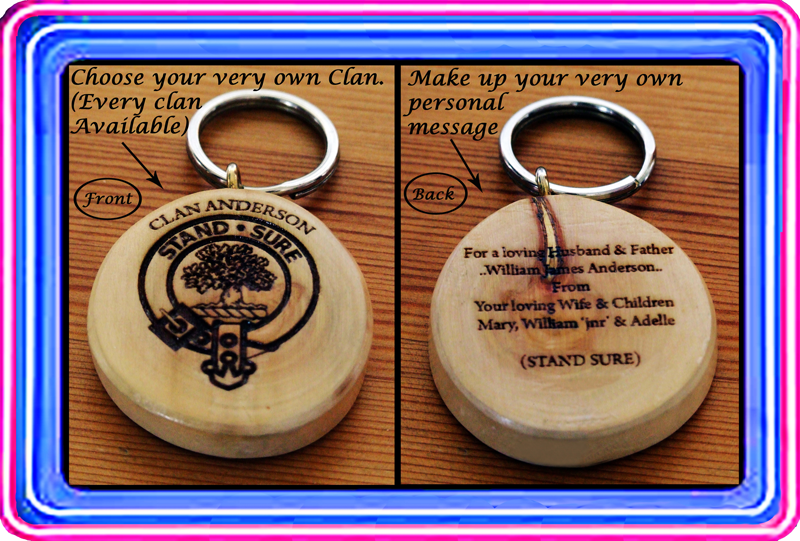 Choose your very own Clan.
(Every clan
Available)
Front
CLAN ANDERSON
STAND • SURE
Make up your very own
personal
message
Back
For a loving Husband & Father
..William James Anderson..
From
Your loving Wife & Children
Mary, William 'jnr' & Adelle
(STAND SURE)